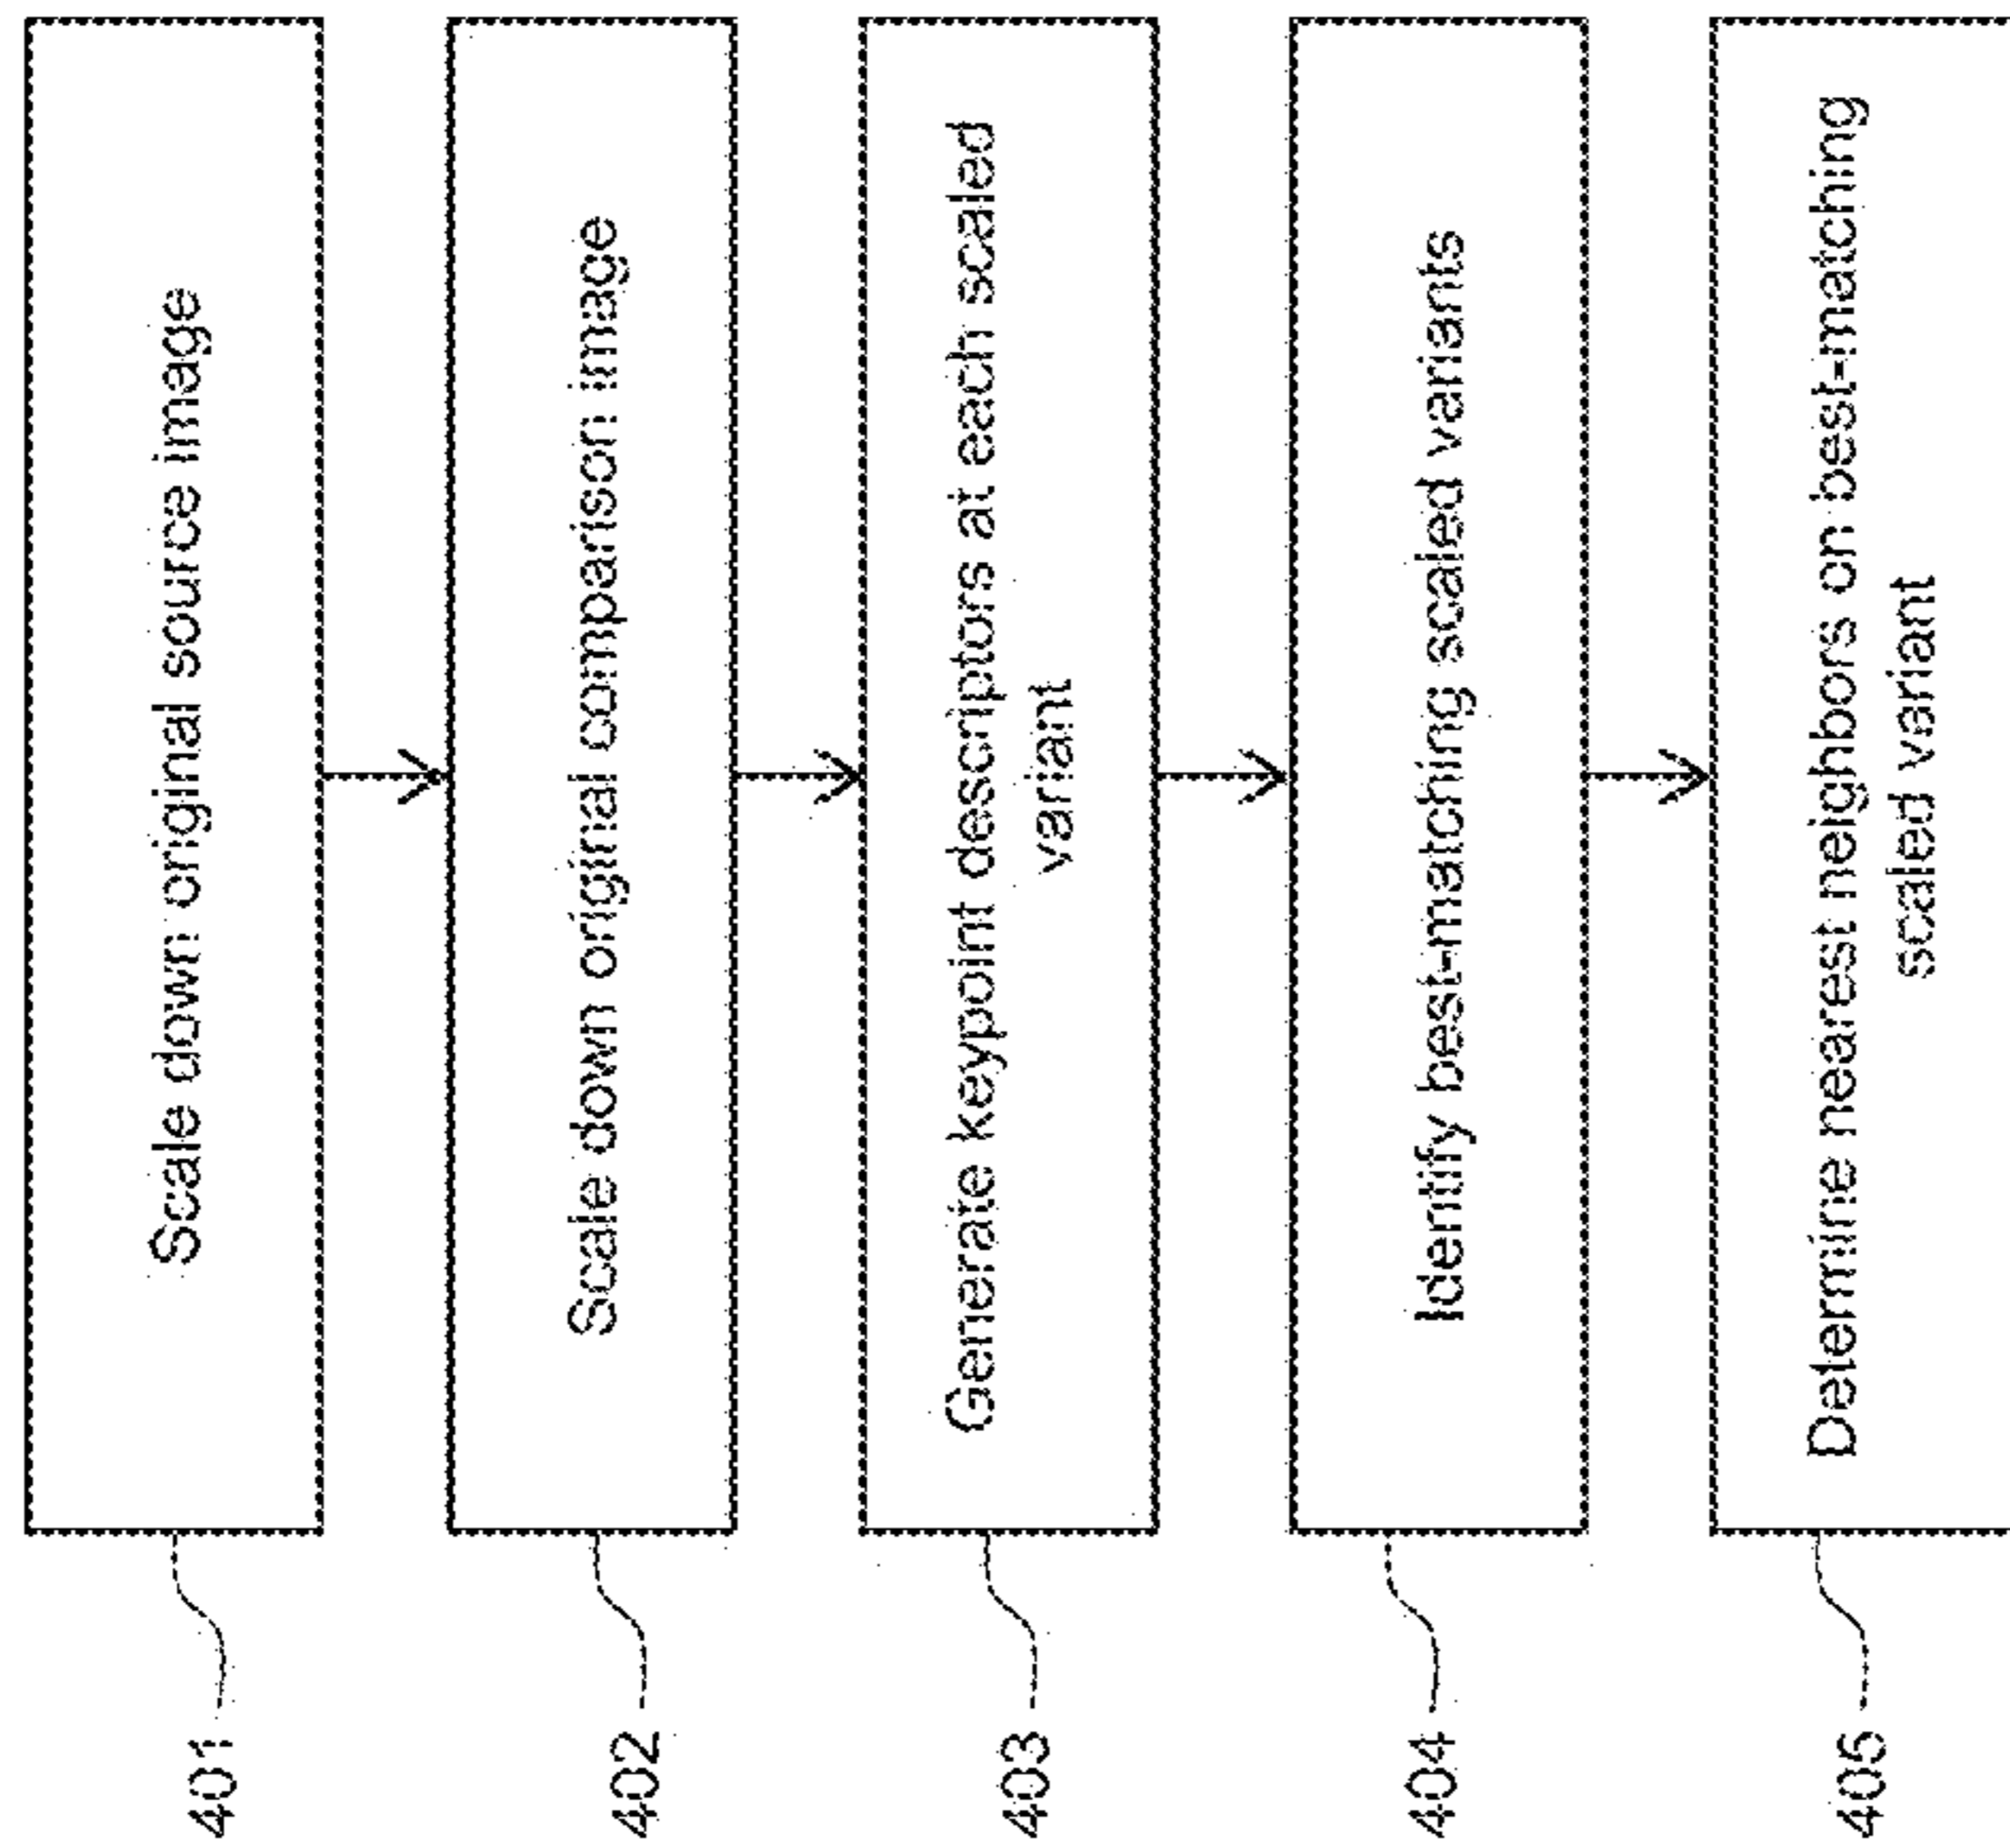 401
Scale down original source image
402
Scale down original comparison image
403
Generate keypoint descriptors at each scaled
variant
404
Identify best-matching scaled variants
405
Determine nearest neighbors on best-matching
scaled variant